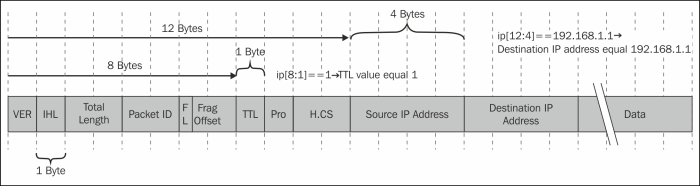 12 Bytes
4 Bytes
ip[12:4]==192.168.1.1→
Destination IP address equal 192.168.1.1
1 Byte
8 Bytes
ip[8:1]==1→TTL value equal 1
VER
IHL
Total
Length
Packet ID
F
L
Frag
Offset
TTL
Pro
H.CS
Source IP Address
Destination IP
Address
Data
1 Byte